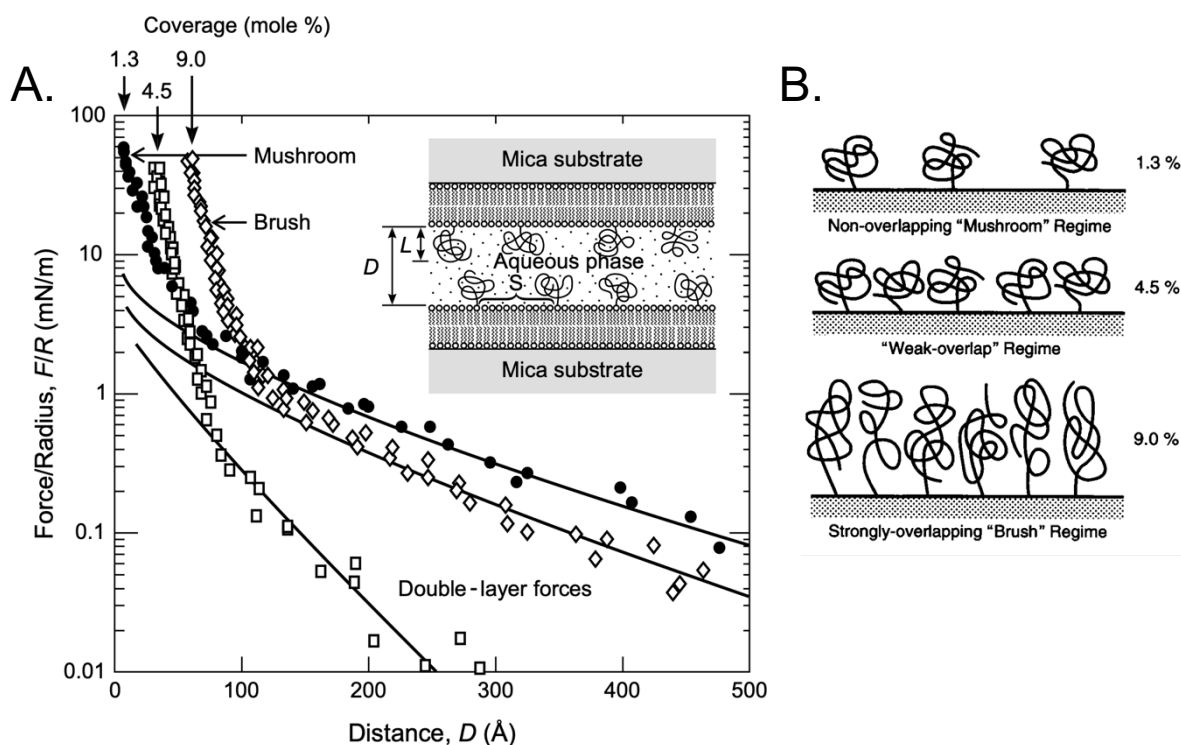 A.
Coverage (mole %)
1.3
4.5
9.0
Mushroom
Brush
Force/Radius, F/R (mN/m)
100
10
1
0.1
0.01
0
100
200
300
400
500
Distance, D (Å)
Double-layer forces
Mica substrate
D
L
Aqueous phase
S
Mica substrate
B.
1.3 %
Non-overlapping "Mushroom" Regime
4.5 %
"Weak-overlap" Regime
9.0 %
Strongly-overlapping "Brush" Regime